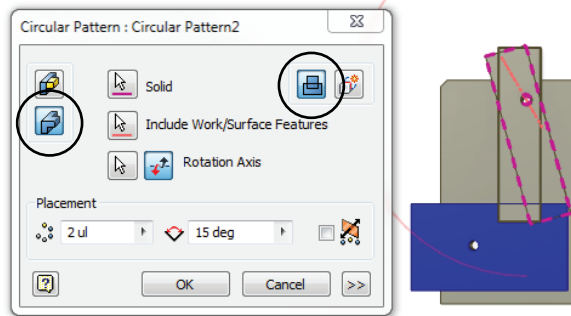 Circular Pattern : Circular Pattern2
Solid
Include Work/Surface Features
Rotation Axis
Placement
2 ul
15 deg
?
OK
Cancel
>>